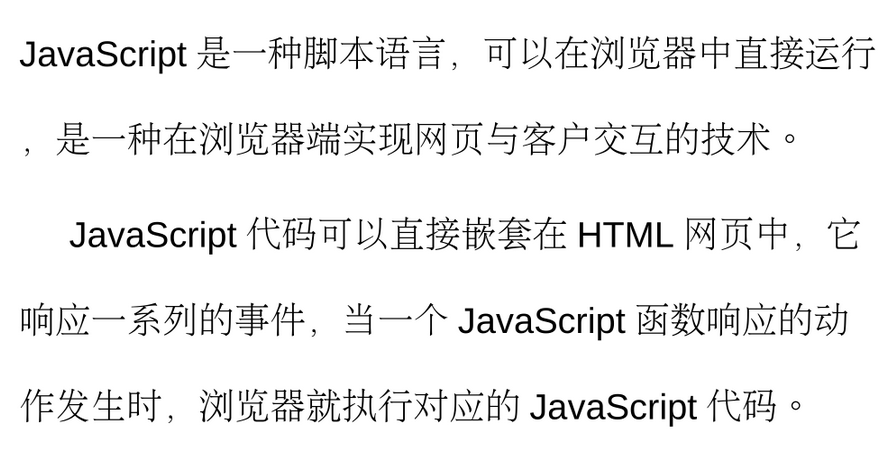 JavaScript 是一种脚本语言，可以在浏览器中直接运行
，是一种在浏览器端实现网页与客户交互的技术。
JavaScript 代码可以直接嵌套在 HTML 网页中，它
响应一系列的事件，当一个 JavaScript 函数响应的动
作发生时，浏览器就执行对应的 JavaScript 代码。